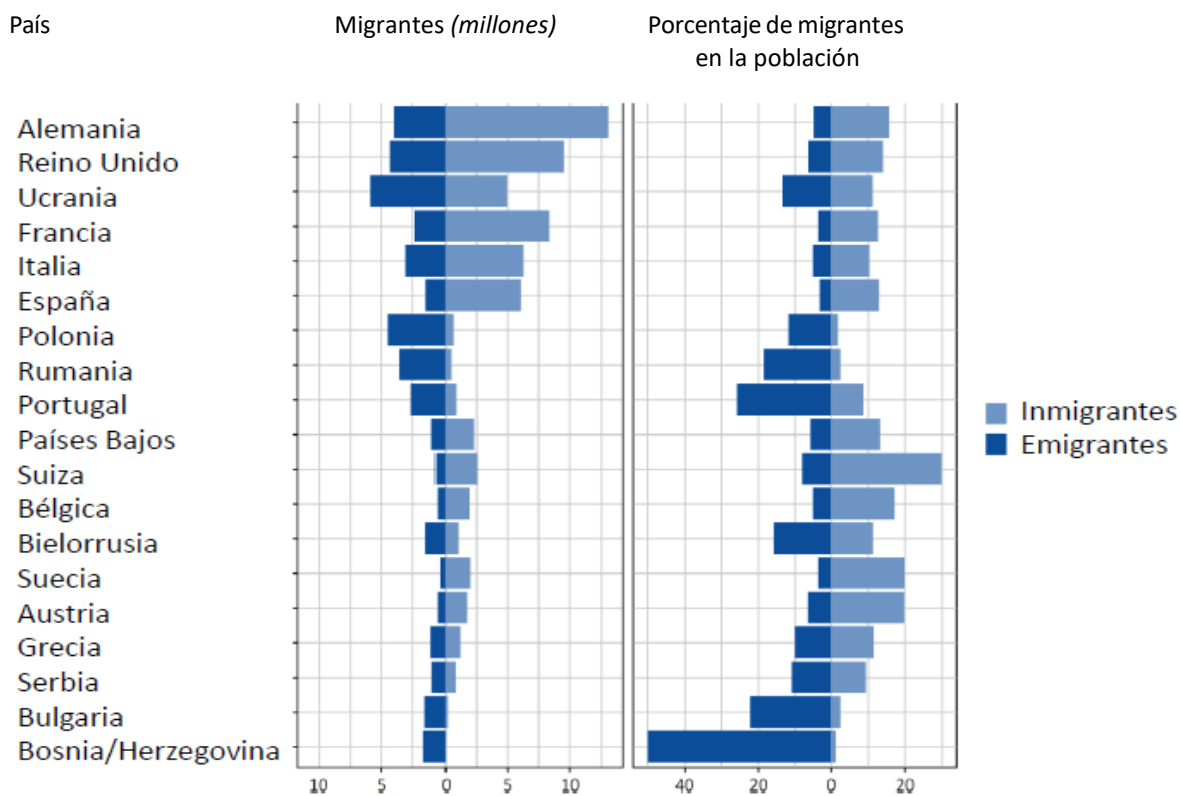 País Migrantes (millones) Porcentaje de migrantes
en la población
Alemania
Reino Unido
Ucrania
Francia
Italia
España
Polonia
Rumania
Portugal
Países Bajos
Suiza
Bélgica
Bielorrusia
Suecia
Austria
Grecia
Serbia
Bulgaria
Bosnia/Herzegovina
Inmigrantes
Emigrantes
10 5 0 5 10 40 20 0 20